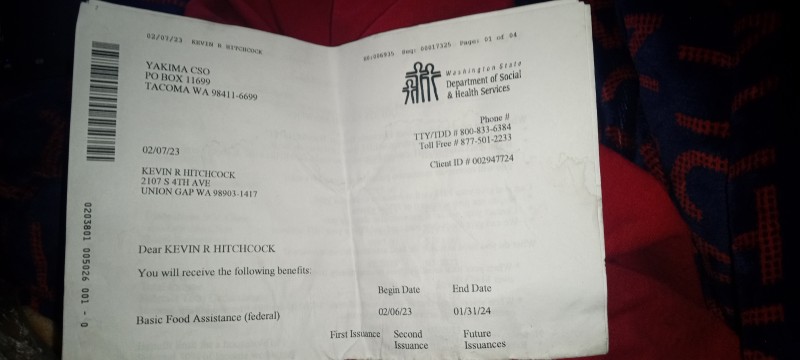 02/07/23 KEVIN R HITCHCOCK
Page: 01 of 04
YAKIMA CSO
PO BOX 11699
TACOMA WA 98411-6699
Washington State
Department of Social
& Health Services
Phone #
TTY/TDD # 800-833-6384
Toll Free # 877-501-2233
Client ID # 002947724
02/07/23
KEVIN R HITCHCOCK
2107 S 4TH AVE
UNION GAP WA 98903-1417
0203801 005026 001 - 0
Dear KEVIN R HITCHCOCK
You will receive the following benefits:
Begin Date End Date
Basic Food Assistance (federal) 02/06/23 01/31/24
First Issuance Second Issuance Future Issuances